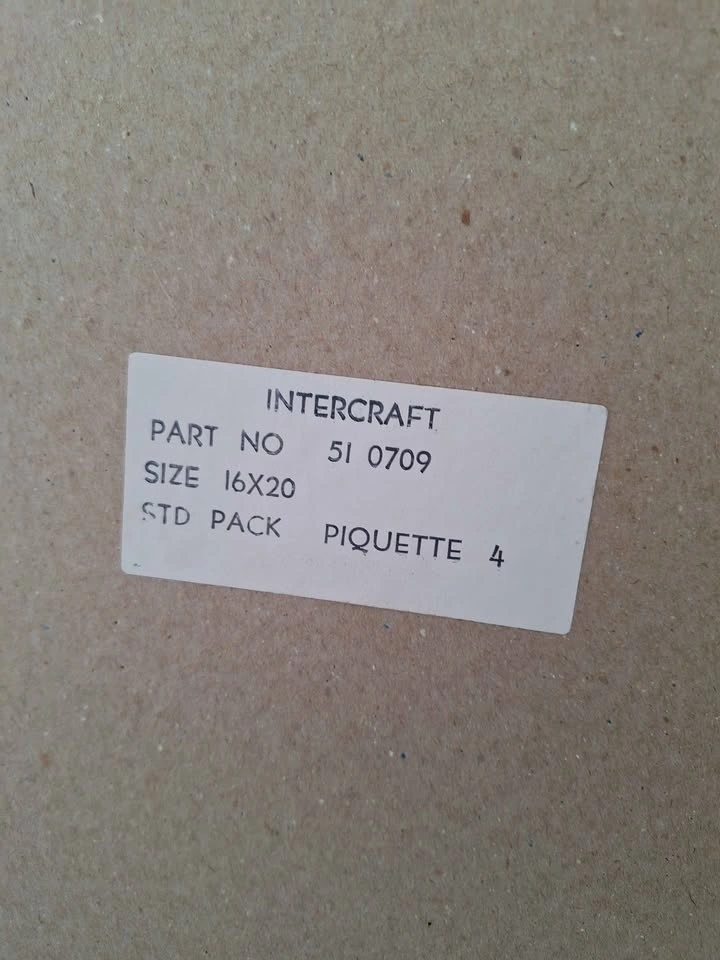 INTERCRAFT
PART NO 51 0709
SIZE 16X20
STD PACK PIQUETTE 4